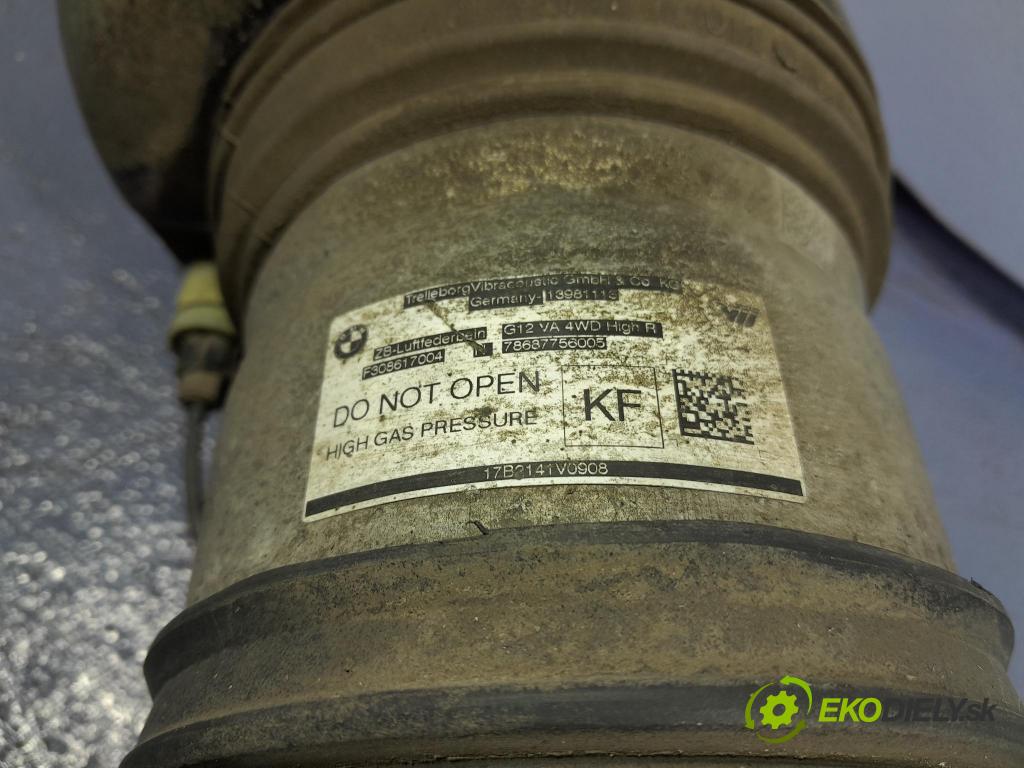 TrelleborgVibracoustic GmbH & Co. KG
Germany- 13981113
ZB-Luftfederbein G12 VA 4WD High R
F308617004 N 78687756005
DO NOT OPEN
HIGH GAS PRESSURE
KF
17B2141V0908
EKODIELY.sk